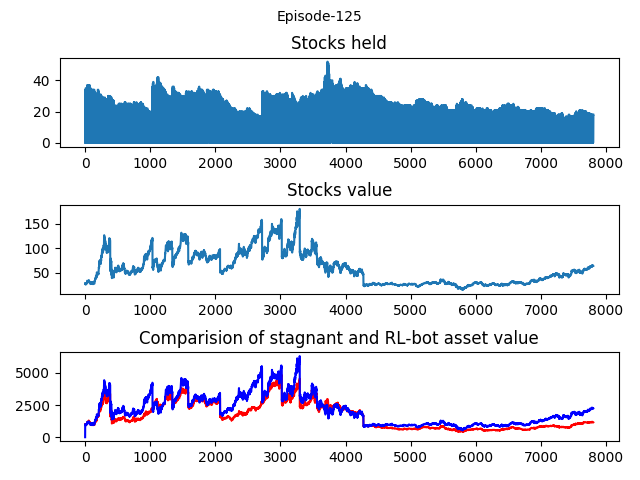 Episode-125
Stocks held
40
20
0
0 1000 2000 3000 4000 5000 6000 7000 8000
Stocks value
150
100
50
0 1000 2000 3000 4000 5000 6000 7000 8000
Comparision of stagnant and RL-bot asset value
5000
2500
0
0 1000 2000 3000 4000 5000 6000 7000 8000